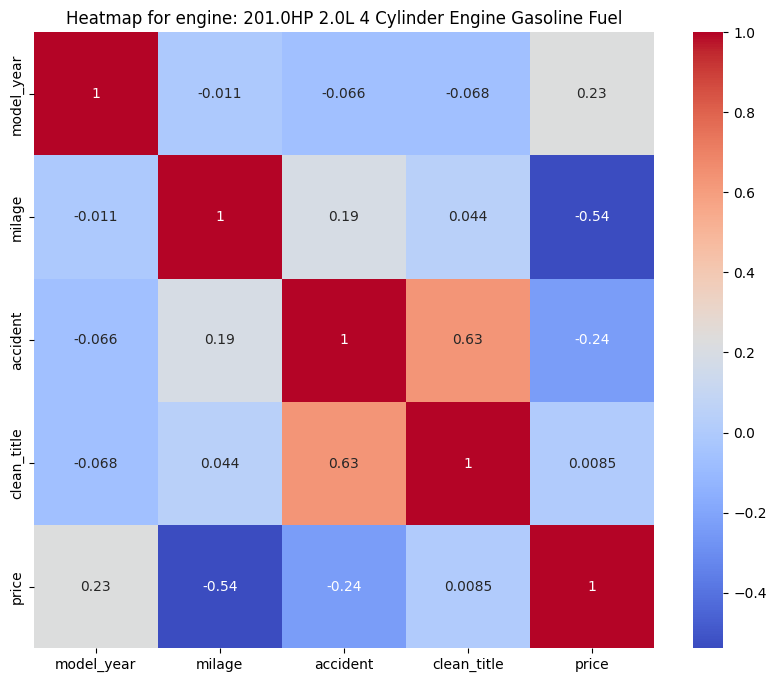 Heatmap for engine: 201.0HP 2.0L 4 Cylinder Engine Gasoline Fuel
model_year 1 -0.011 -0.066 -0.068 0.23
milage -0.011 1 0.19 0.044 -0.54
accident -0.066 0.19 1 0.63 -0.24
clean_title -0.068 0.044 0.63 1 0.0085
price 0.23 -0.54 -0.24 0.0085 1
model_year milage accident clean_title price
1.0
0.8
0.6
0.4
0.2
0.0
−0.2
−0.4